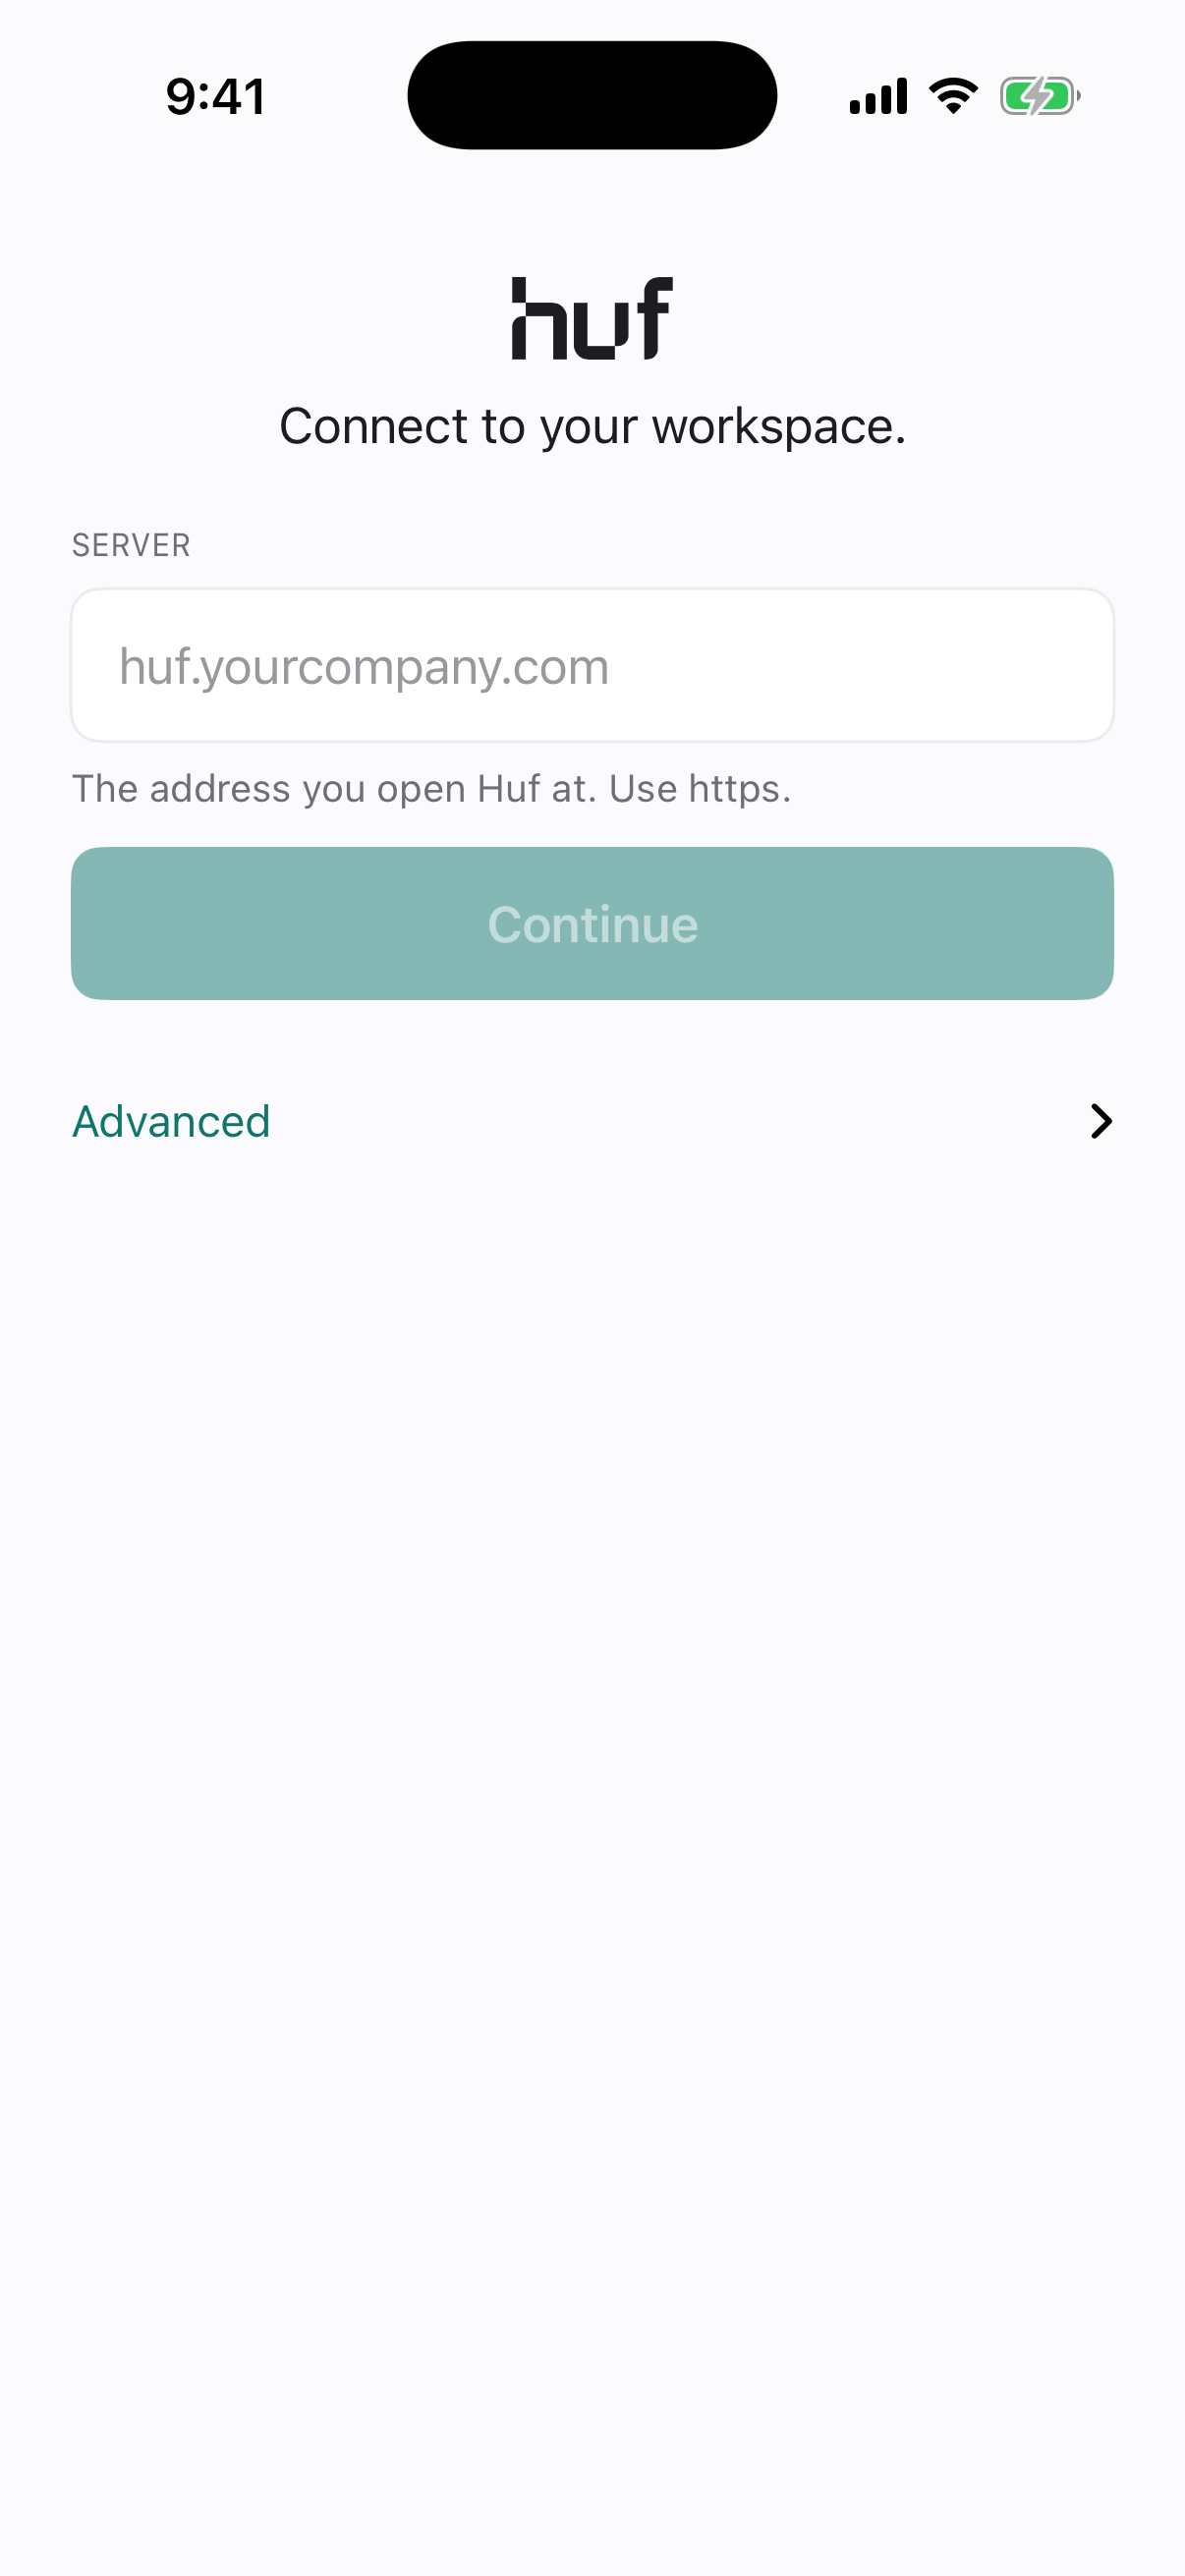 9:41
huf
Connect to your workspace.
SERVER
huf.yourcompany.com
The address you open Huf at. Use https.
Continue
Advanced